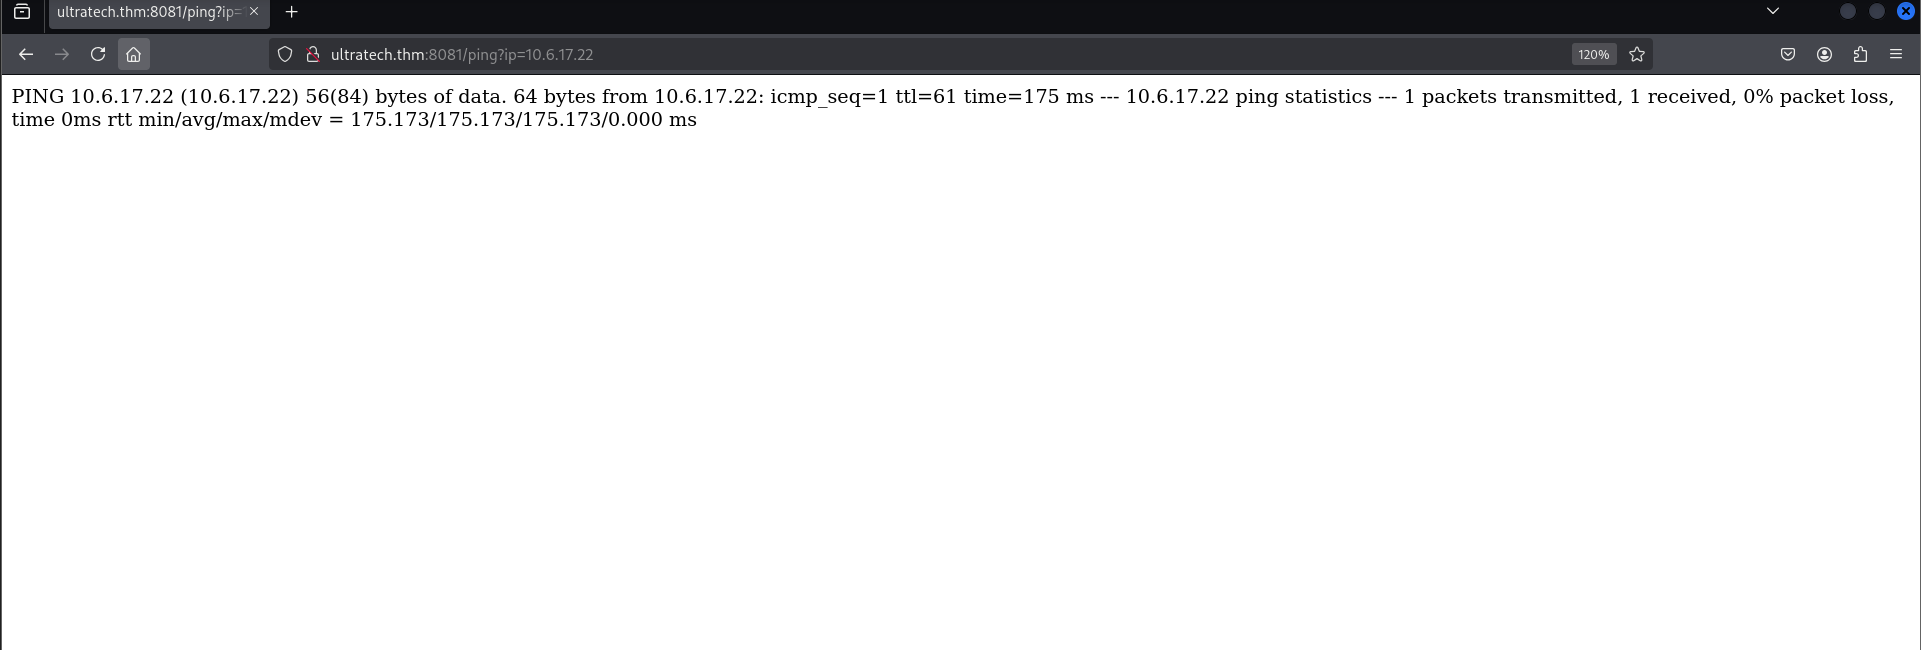 ultratech.thm:8081/ping?ip=
ultratech.thm:8081/ping?ip=10.6.17.22
120%
PING 10.6.17.22 (10.6.17.22) 56(84) bytes of data. 64 bytes from 10.6.17.22: icmp_seq=1 ttl=61 time=175 ms --- 10.6.17.22 ping statistics --- 1 packets transmitted, 1 received, 0% packet loss,
time 0ms rtt min/avg/max/mdev = 175.173/175.173/175.173/0.000 ms